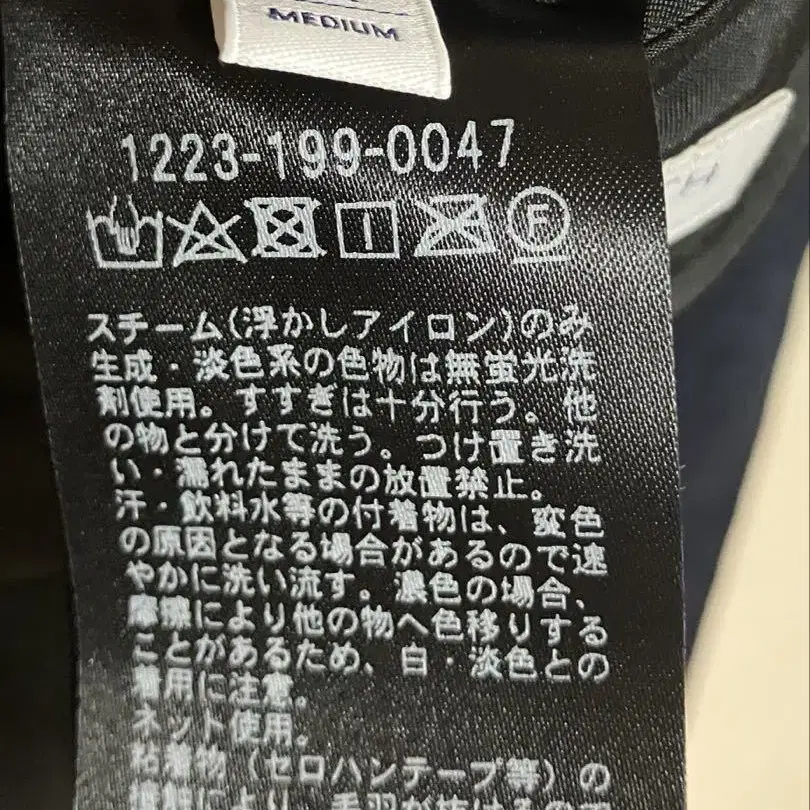 MEDIUM
1223-199-0047
F
スチーム(浮かしアイロン)のみ
生成・淡色系の色物は無蛍光洗
剤使用。すすぎは十分行う。他
の物と分けて洗う。つけ置き洗
い・濡れたままの放置禁止。
汗・飲料水等の付着物は、変色
の原因となる場合があるので速
やかに洗い流す。濃色の場合、
摩擦により他の物へ色移りする
ことがあるため、白・淡色との
着用に注意。
ネット使用。
粘着物(セロハンテープ等)の